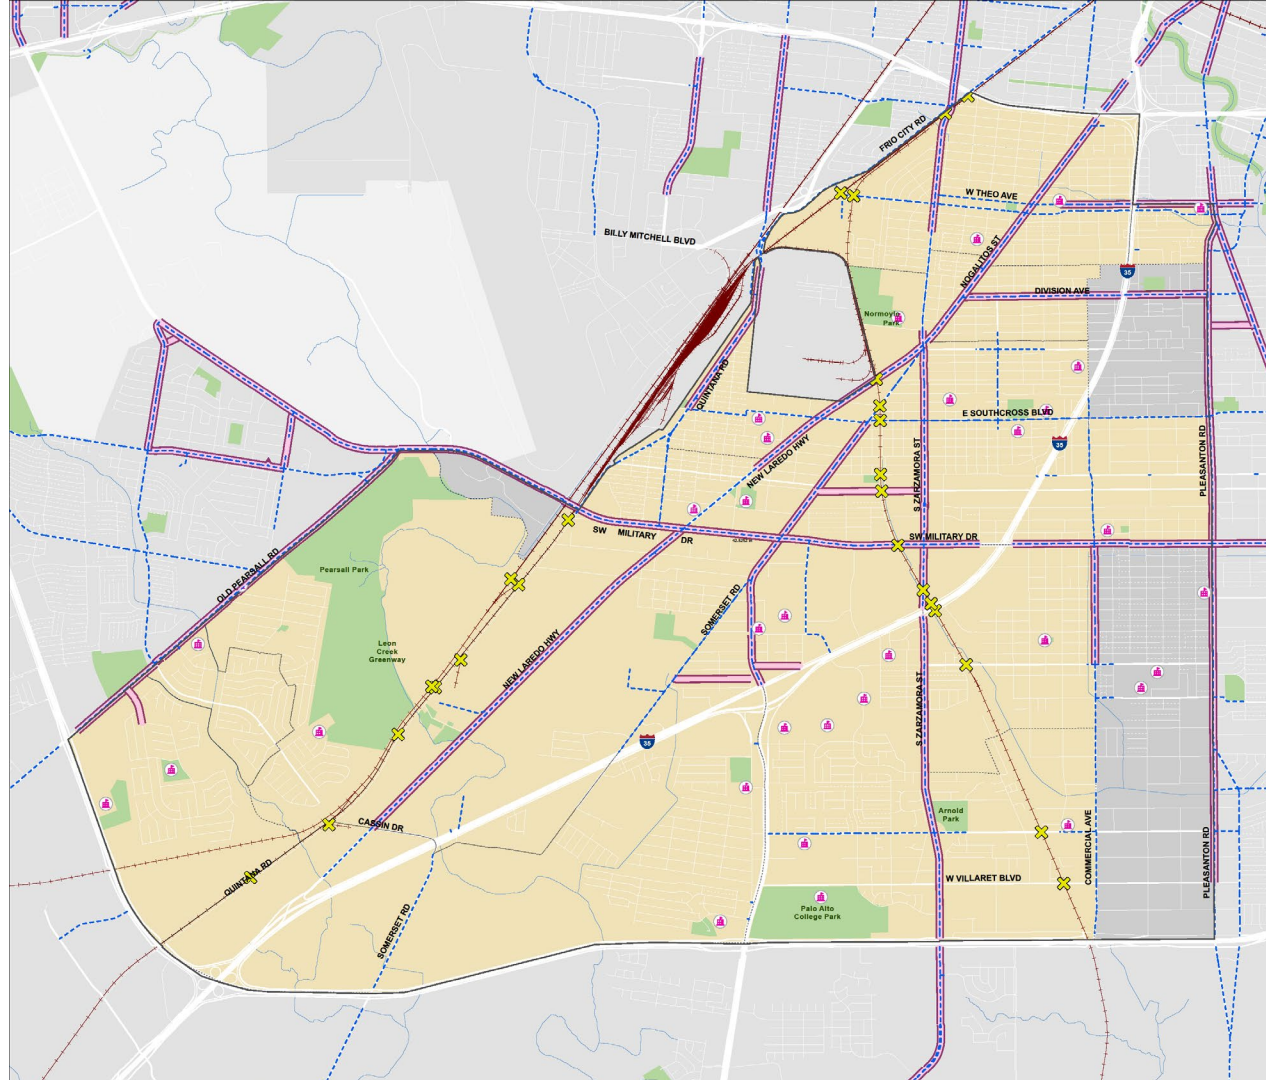 FRIO CITY RD
W THEO AVE
BILLY MITCHELL BLVD
NOGALITOS ST
35
DIVISION AVE
Normoyle
Park
QUINTANA RD
E SOUTHCROSS BLVD
35
NEW LAREDO HWY
S ZARZAMORA ST
PLEASANTON RD
SW MILITARY DR
SW MILITARY DR
OLD PEARSALL RD
Pearsall Park
SOMERSET RD
Leon
Creek
Greenway
NEW LAREDO HWY
S ZARZAMORA ST
35
Arnold
Park
CASSIN DR
COMMERCIAL AVE
PLEASANTON RD
QUINTANA RD
W VILLARET BLVD
Palo Alto
College Park
SOMERSET RD